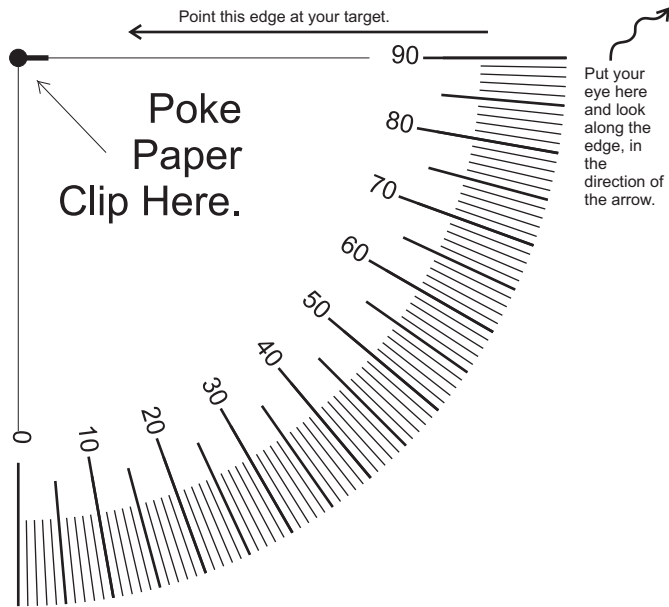 Point this edge at your target.
90
Put your
eye here
and look
along the
edge, in
the
direction of
the arrow.
Poke
Paper
Clip Here.
80
70
60
50
40
30
20
10
0